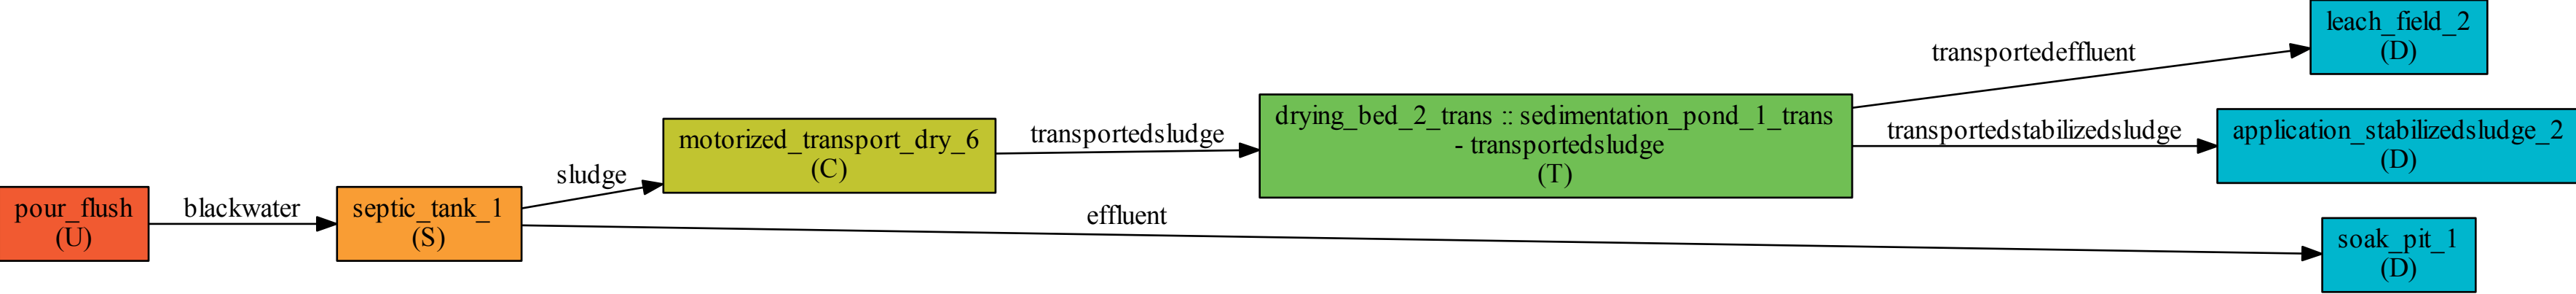 pour_flush
(U)
blackwater
septic_tank_1
(S)
sludge
effluent
motorized_transport_dry_6
(C)
transportedsludge
drying_bed_2_trans :: sedimentation_pond_1_trans
- transportedsludge
(T)
transportedeffluent
transportedstabilizedsludge
leach_field_2
(D)
application_stabilizedsludge_2
(D)
soak_pit_1
(D)